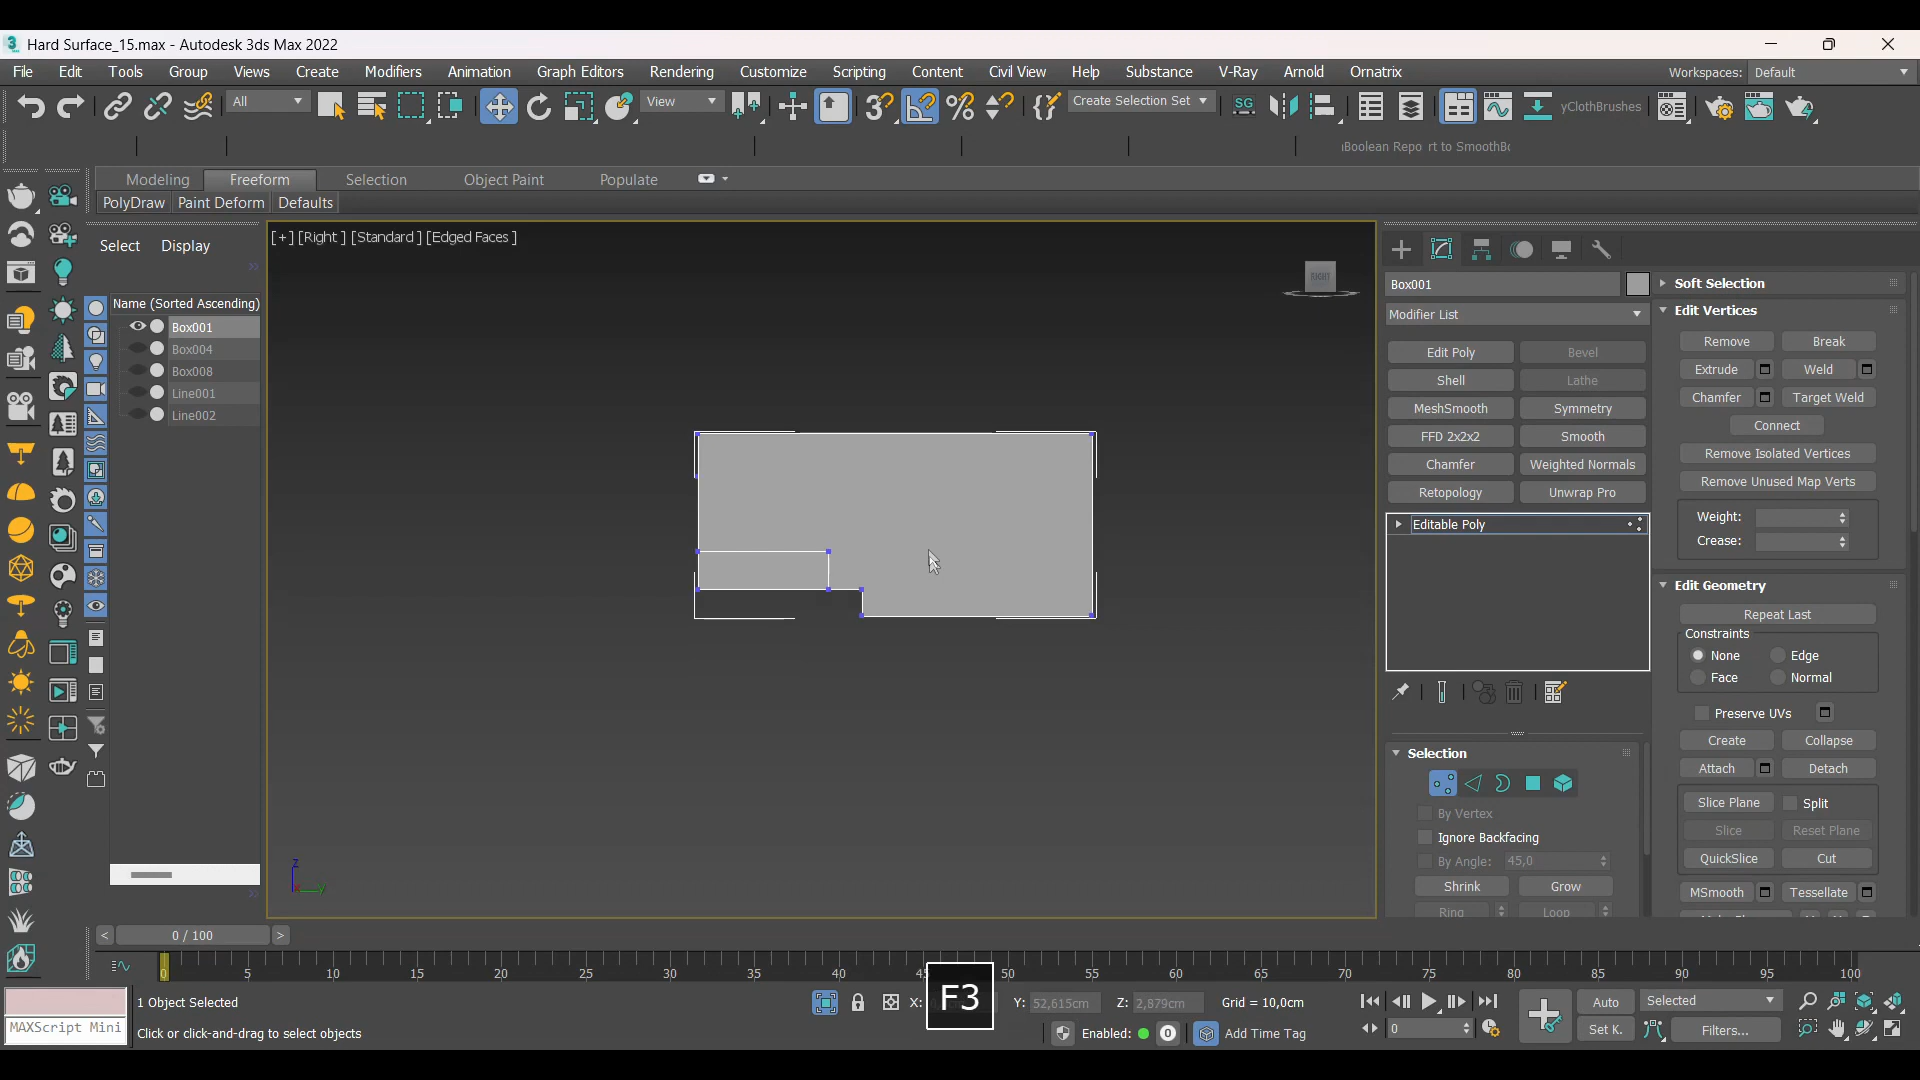 Hard Surface_15.max - Autodesk 3ds Max 2022
File Edit Tools Group Views Create Modifiers Animation Graph Editors Rendering Customize Scripting Content Civil View Help Substance V-Ray Arnold Ornatrix Workspaces: Default
All View Create Selection Set SG yClothBrushes
Boolean Repo rt to SmoothBo
Modeling Freeform Selection Object Paint Populate
PolyDraw Paint Deform Defaults
Select Display
[+] [Right ] [Standard ] [Edged Faces ]
RIGHT
Name (Sorted Ascending)
Box001
Box004
Box008
Line001
Line002
z
x y
Box001
Modifier List
Edit Poly Bevel
Shell Lathe
MeshSmooth Symmetry
FFD 2x2x2 Smooth
Chamfer Weighted Normals
Retopology Unwrap Pro
Editable Poly
Selection
By Vertex
Ignore Backfacing
By Angle: 45,0
Shrink Grow
Ring Loop
Soft Selection
Edit Vertices
Remove Break
Extrude Weld
Chamfer Target Weld
Connect
Remove Isolated Vertices
Remove Unused Map Verts
Weight:
Crease:
Edit Geometry
Repeat Last
Constraints
None Edge
Face Normal
Preserve UVs
Create Collapse
Attach Detach
Slice Plane Split
Slice Reset Plane
QuickSlice Cut
MSmooth Tessellate
< 0 / 100 >
0 5 10 15 20 25 30 35 40 45 50 55 60 65 70 75 80 85 90 95 100
F3
1 Object Selected X: Y: 52,615cm Z: 2,879cm Grid = 10,0cm Auto Selected
MAXScript Mini Click or click-and-drag to select objects Enabled: 0 Add Time Tag 0 Set K. Filters...